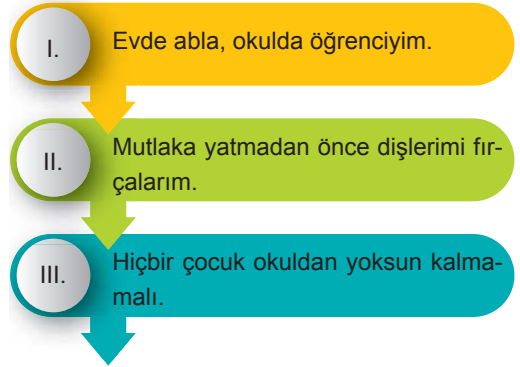 I.
Evde abla, okulda öğrenciyim.
II.
Mutlaka yatmadan önce dişlerimi fır-
çalarım.
III.
Hiçbir çocuk okuldan yoksun kalma-
malı.